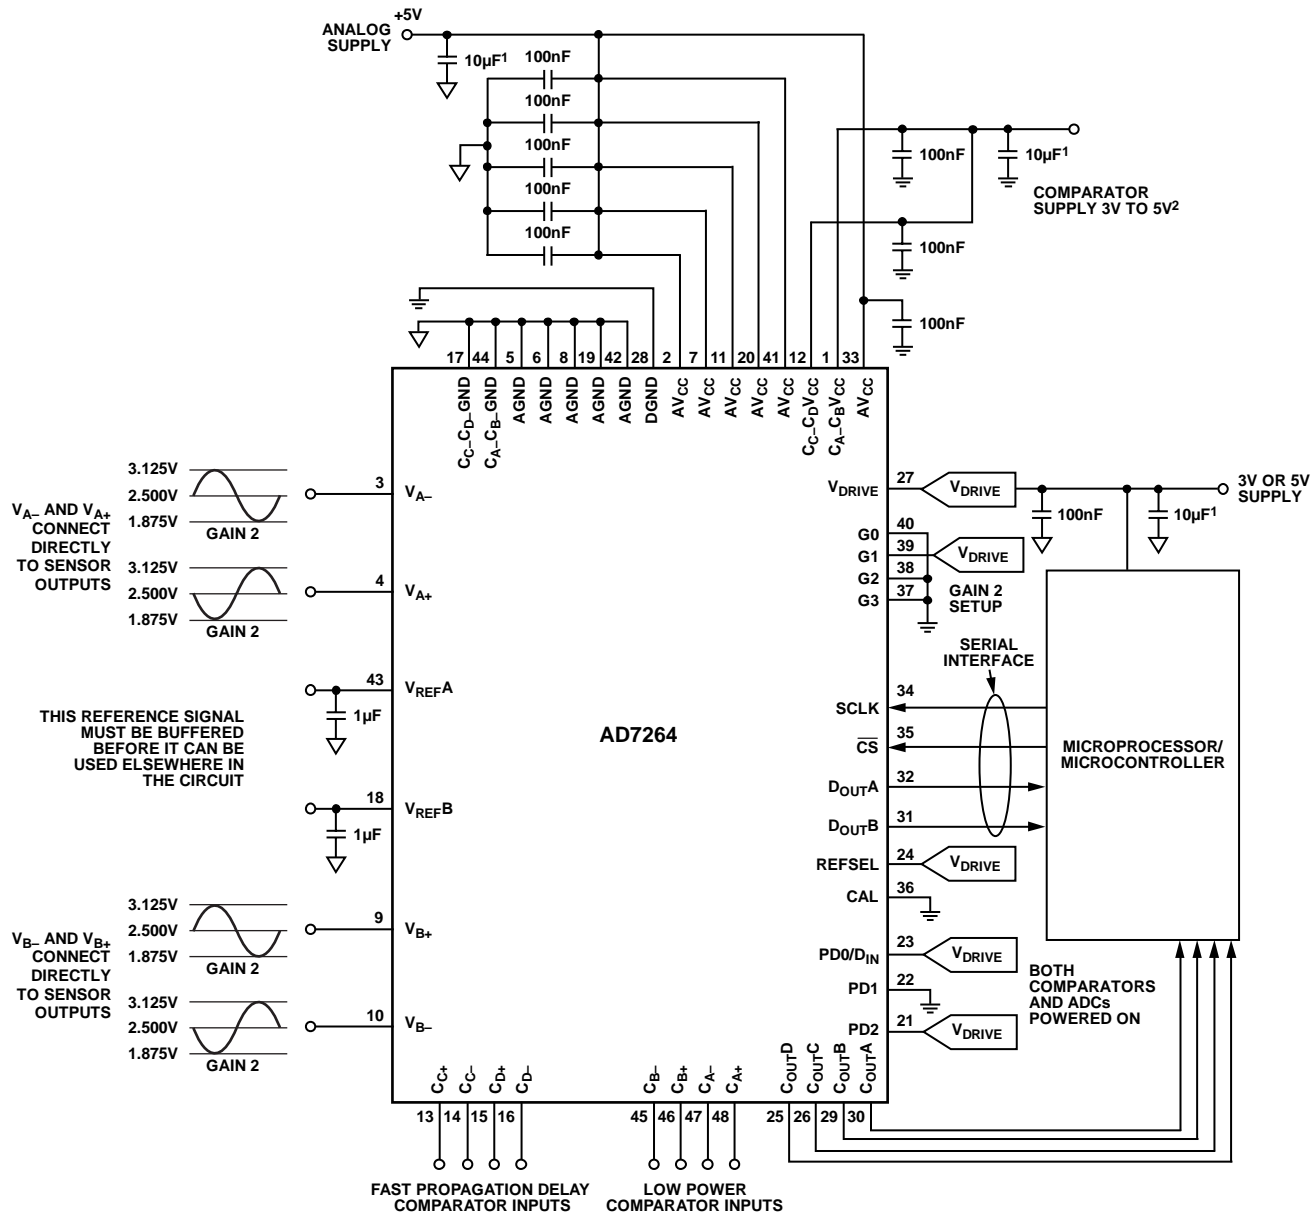 +5V
ANALOG
SUPPLY
10µF1
100nF
100nF
100nF
100nF
100nF
100nF
10µF1
COMPARATOR
SUPPLY 3V TO 5V2
100nF
100nF
17 44 5 6 8 19 42 28 2 7 11 20 41 12 1 33
CC–CD–GND
CA–CB–GND
AGND
AGND
AGND
AGND
AGND
DGND
AVCC
AVCC
AVCC
AVCC
AVCC
CC–CDVCC
CA–CBVCC
AVCC
3.125V
2.500V
1.875V
GAIN 2
3
VA–
VA– AND VA+
CONNECT
DIRECTLY
TO SENSOR
OUTPUTS
3.125V
2.500V
1.875V
GAIN 2
4
VA+
VDRIVE
27
VDRIVE
3V OR 5V
SUPPLY
100nF
10µF1
G0
40
G1
39
VDRIVE
G2
38
G3
37
GAIN 2
SETUP
SERIAL
INTERFACE
43
VREFA
1µF
THIS REFERENCE SIGNAL
MUST BE BUFFERED
BEFORE IT CAN BE
USED ELSEWHERE IN
THE CIRCUIT
18
VREFB
1µF
AD7264
SCLK
34
CS
35
DOUTA
32
DOUTB
31
MICROPROCESSOR/
MICROCONTROLLER
REFSEL
24
VDRIVE
CAL
36
PD0/DIN
23
VDRIVE
PD1
22
PD2
21
VDRIVE
BOTH
COMPARATORS
AND ADCs
POWERED ON
3.125V
2.500V
1.875V
GAIN 2
9
VB+
VB– AND VB+
CONNECT
DIRECTLY
TO SENSOR
OUTPUTS
3.125V
2.500V
1.875V
GAIN 2
10
VB–
CC+
CC–
CD+
CD–
CB–
CB+
CA–
CA+
COUTD
COUTC
COUTB
COUTA
13 14 15 16 45 46 47 48 25 26 29 30
FAST PROPAGATION DELAY
COMPARATOR INPUTS
LOW POWER
COMPARATOR INPUTS